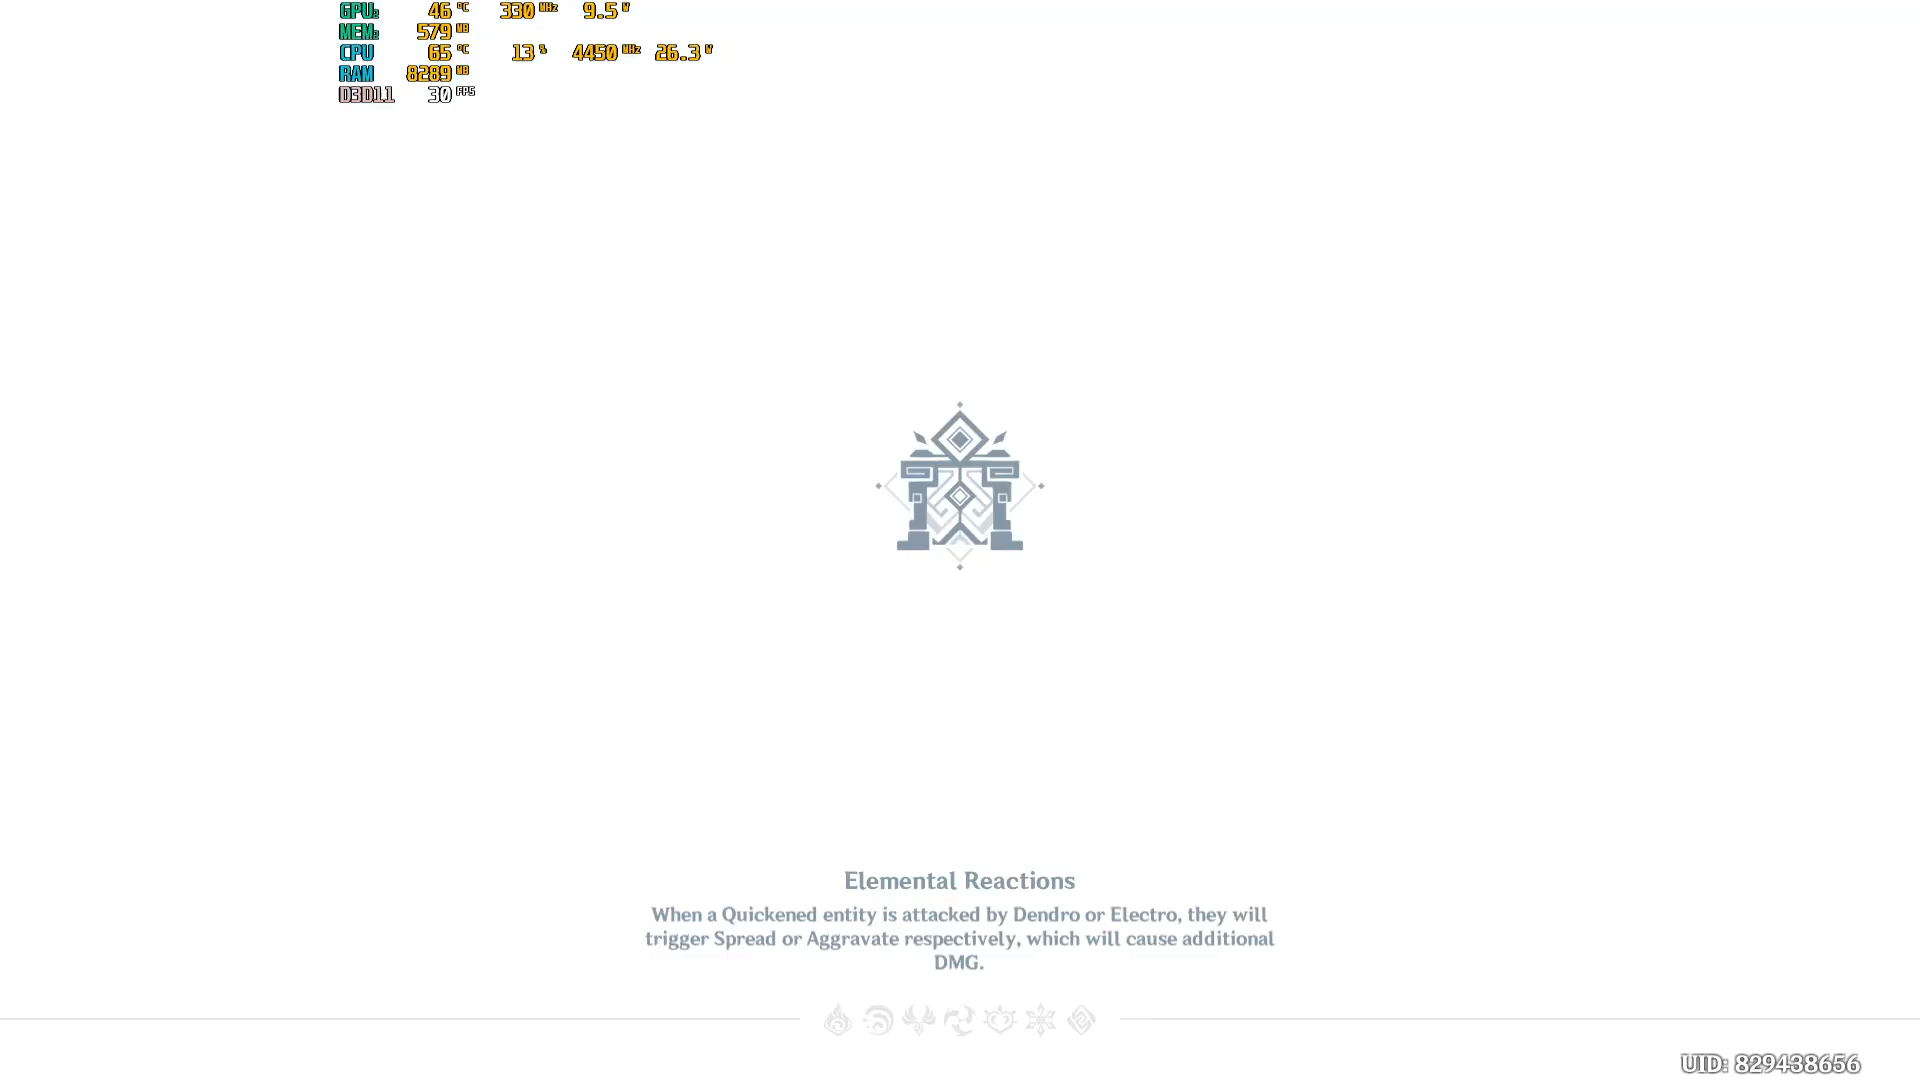 GPU2 46 °C 330 MHz 9.5 W
MEM2 579 MB
CPU 65 °C 13 % 4450 MHz 26.3 W
RAM 8289 MB
D3D11 30 FPS
Elemental Reactions
When a Quickened entity is attacked by Dendro or Electro, they will
trigger Spread or Aggravate respectively, which will cause additional
DMG.
UID: 829438656